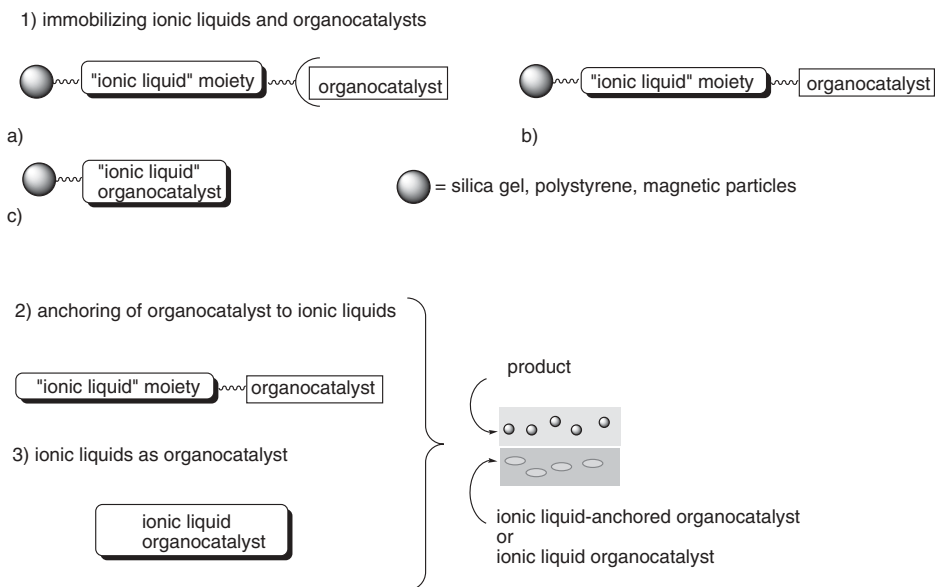 1) immobilizing ionic liquids and organocatalysts
"ionic liquid" moiety
organocatalyst
"ionic liquid" moiety
organocatalyst
a)
b)
"ionic liquid"
organocatalyst
= silica gel, polystyrene, magnetic particles
c)
2) anchoring of organocatalyst to ionic liquids
"ionic liquid" moiety
organocatalyst
3) ionic liquids as organocatalyst
ionic liquid
organocatalyst
product
ionic liquid-anchored organocatalyst
or
ionic liquid organocatalyst